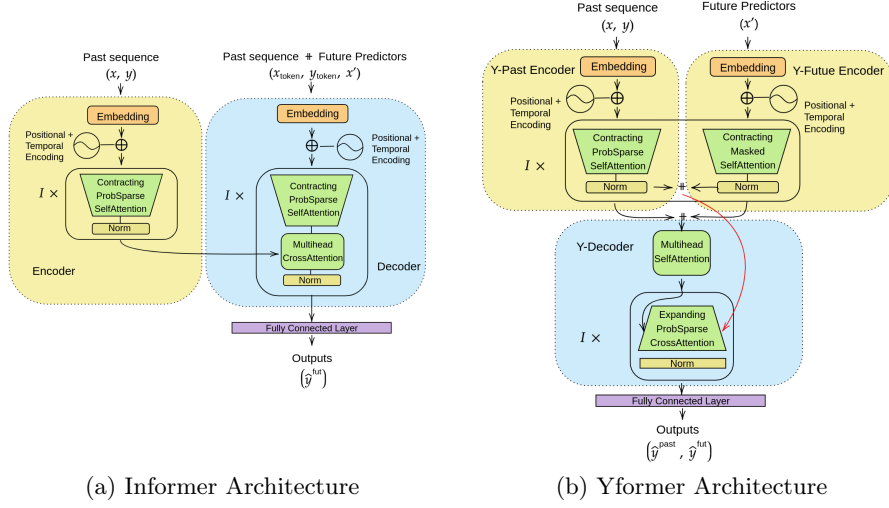 Past sequence
(x, y)
Embedding
Positional +
Temporal
Encoding
I ×
Contracting
ProbSparse
SelfAttention
Norm
Encoder
Past sequence ⧺ Future Predictors
(x_token, y_token, x′)
Embedding
Positional +
Temporal
Encoding
I ×
Contracting
ProbSparse
SelfAttention
Multihead
CrossAttention
Norm
Decoder
Fully Connected Layer
Outputs
(ŷ^fut)
(a) Informer Architecture
Past sequence
(x, y)
Future Predictors
(x′)
Y-Past Encoder
Embedding
Embedding
Y-Futue Encoder
Positional +
Temporal
Encoding
Positional +
Temporal
Encoding
I ×
Contracting
ProbSparse
SelfAttention
Norm
Contracting
Masked
SelfAttention
Norm
⧺
⧺
Y-Decoder
Multihead
SelfAttention
I ×
Expanding
ProbSparse
CrossAttention
Norm
Fully Connected Layer
Outputs
(ŷ^past , ŷ^fut)
(b) Yformer Architecture